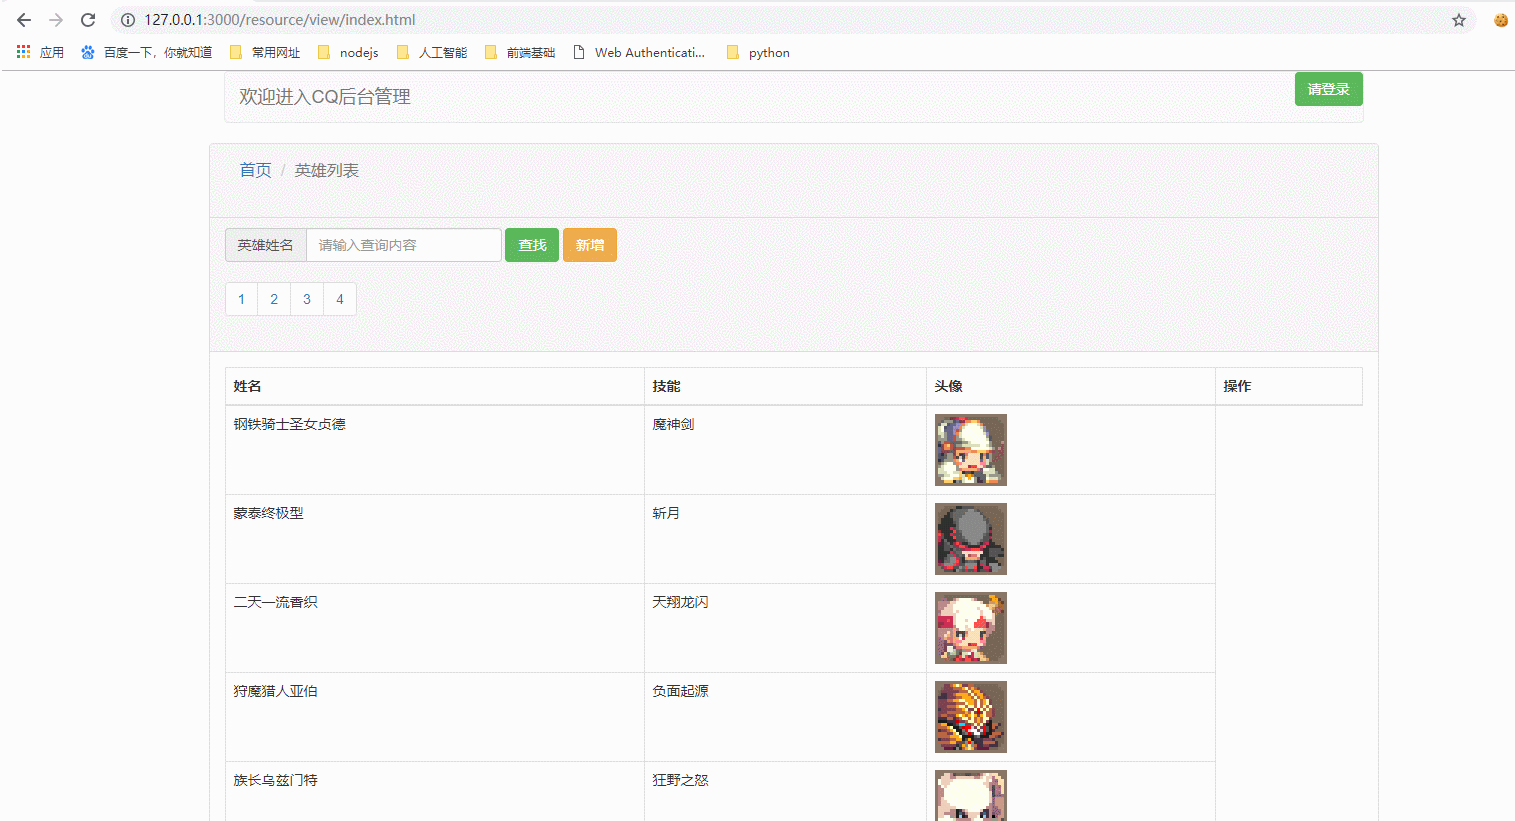 127.0.0.1:3000/resource/view/index.html
应用 百度一下，你就知道 常用网址 nodejs 人工智能 前端基础 Web Authenticati... python
欢迎进入CQ后台管理 请登录
首页 / 英雄列表
英雄姓名 请输入查询内容 查找 新增
1 2 3 4
姓名 技能 头像 操作
钢铁骑士圣女贞德 魔神剑
蒙泰终极型 斩月
二天一流香织 天翔龙闪
狩魔猎人亚伯 负面起源
族长乌兹门特 狂野之怒